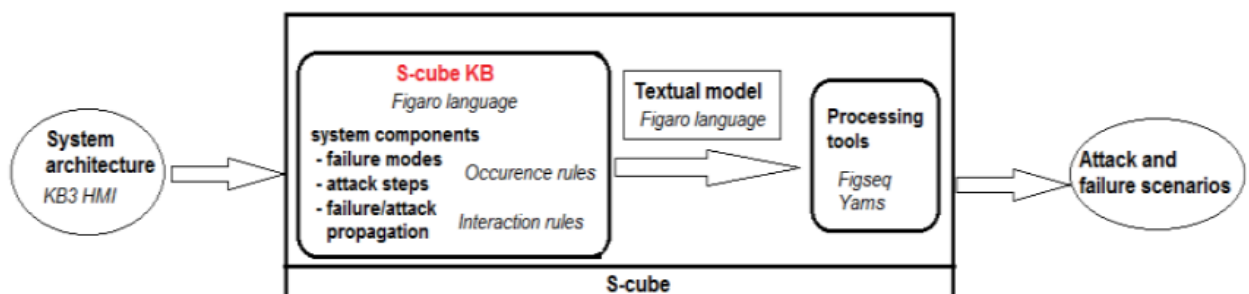 System
architecture
KB3 HMI
S-cube KB
Figaro language
system components
- failure modes
- attack steps
- failure/attack
propagation
Occurence rules
Interaction rules
Textual model
Figaro language
Processing
tools
Figseq
Yams
Attack and
failure scenarios
S-cube